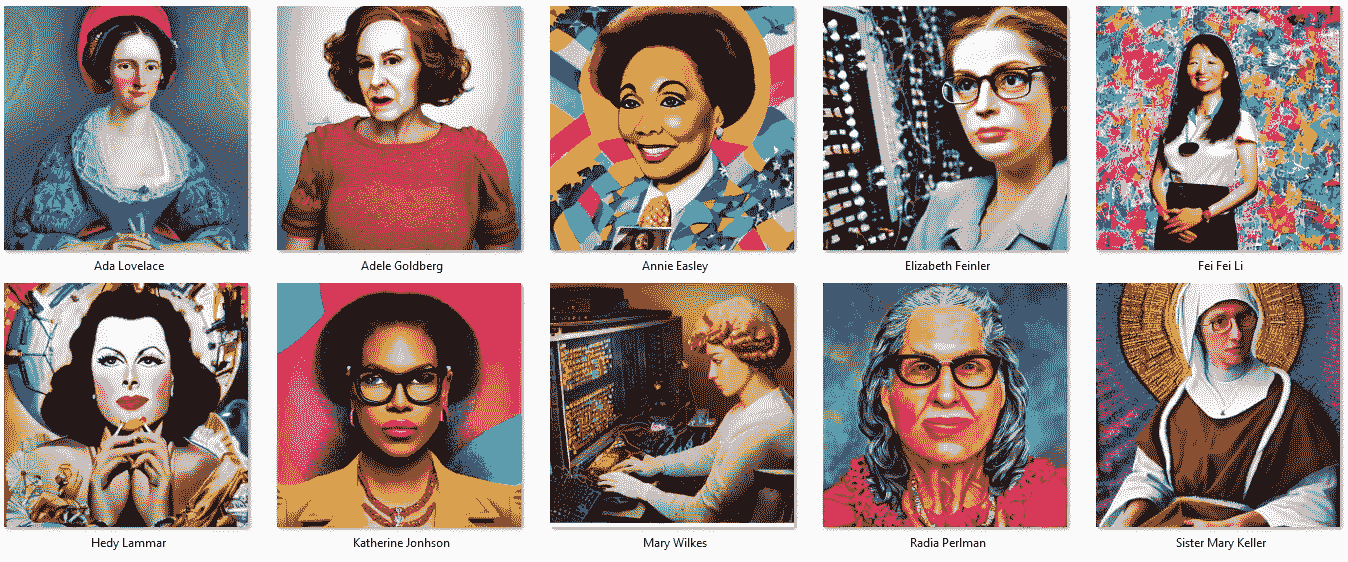 Ada Lovelace
Adele Goldberg
Annie Easley
Elizabeth Feinler
Fei Fei Li
Hedy Lammar
Katherine Jonhson
Mary Wilkes
Radia Perlman
Sister Mary Keller